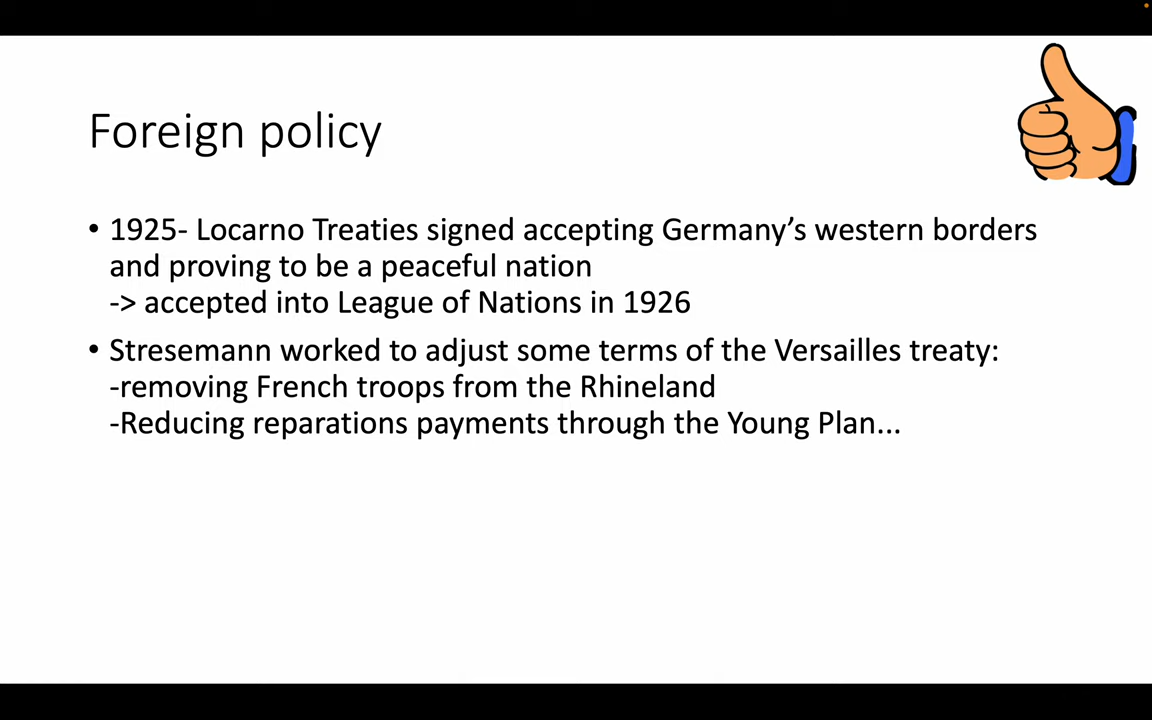 Foreign policy
• 1925- Locarno Treaties signed accepting Germany’s western borders
and proving to be a peaceful nation
-> accepted into League of Nations in 1926
• Stresemann worked to adjust some terms of the Versailles treaty:
-removing French troops from the Rhineland
-Reducing reparations payments through the Young Plan...